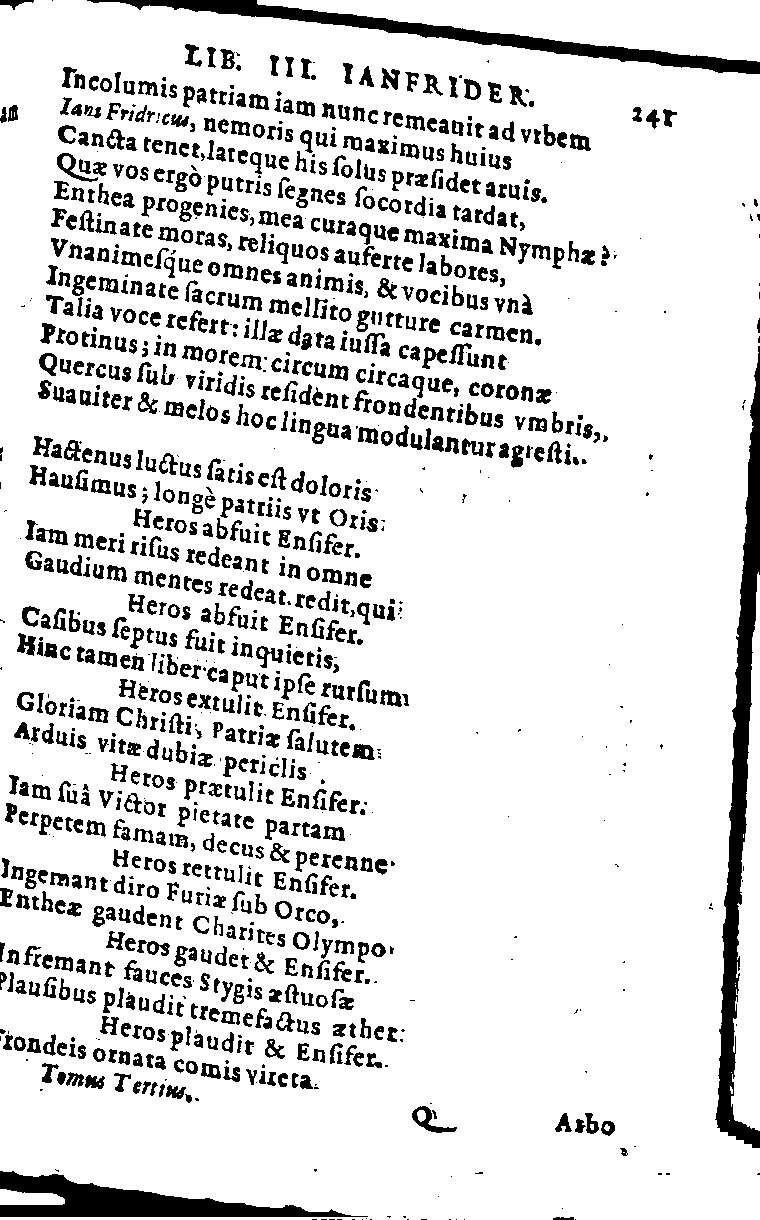 LIB. III. IANFRIDER. 241
Incolumis patriam iam nunc remeauit ad vrbem
Ians Fridricus, nemoris qui maximus huius
Cancta tenet, lateque his ſolus præſidet aruis.
Quæ vos ergò putris ſegnes ſocordia tardat,
Enthea progenies, mea curaque maxima Nymphæ?
Feſtinate moras, reliquos auferte labores,
Vnanimeſque omnes animis, & vocibus vnà
Ingeminate ſacrum mellito gutture carmen.
Talia voce refert: illæ data iuſſa capeſſunt
Protinus; in morem circum circaque, coronæ
Quercus ſub viridis reſident frondentibus vmbris,
Suauiter & melos hoc lingua modulantur agreſti.
Hactenus luctus ſatis eſt doloris
Hauſimus; longè patriis vt Oris
Heros abfuit Enſifer.
Iam meri riſus redeant in omne
Gaudium mentes redeat. redit, qui
Heros abfuit Enſifer.
Caſibus ſeptus fuit inquietis,
Hinc tamen liber caput ipſe rurſum
Heros extulit Enſifer.
Gloriam Chriſti, Patriæ ſalutem
Arduis vitæ dubiæ periclis
Heros prætulit Enſifer.
Iam ſuâ Victor pietate partam
Perpetem famam, decus & perenne
Heros rettulit Enſifer.
Ingemant diro Furiæ ſub Orco,
Entheæ gaudent Charites Olympo
Heros gaudet & Enſifer.
Infremant fauces Stygis æſtuoſæ
Plauſibus plaudit tremefactus æther:
Heros plaudit & Enſifer.
Frondeis ornata comis vireta
Tomus Tertius. Q Arbo